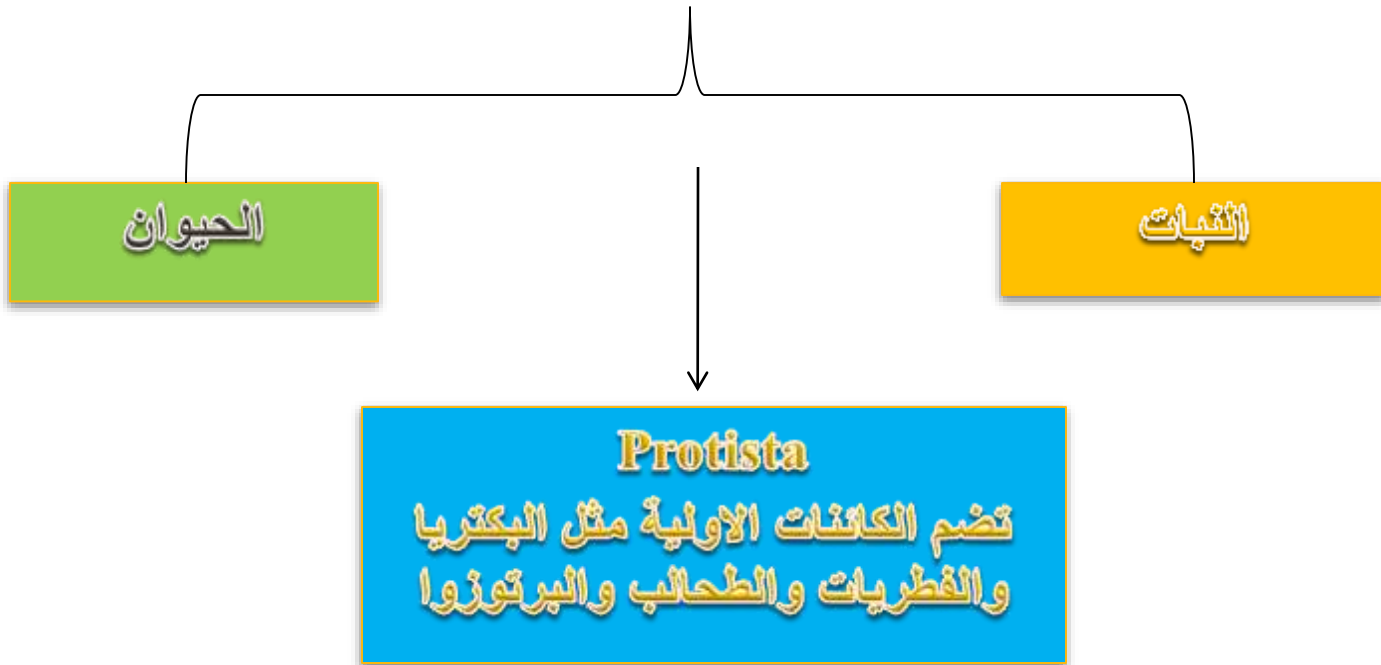 النبات
الحيوان
Protista
تضم الكائنات الاولية مثل البكتريا
والفطريات والطحالب والبرتوزوا